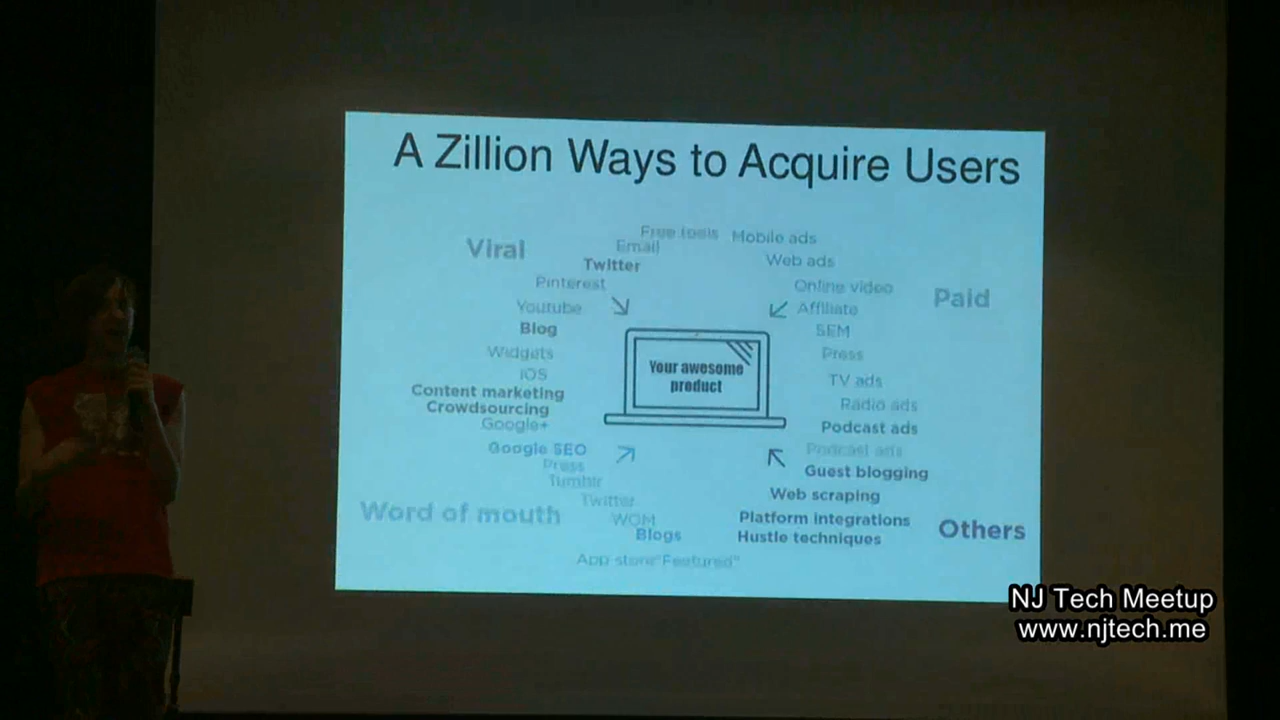 A Zillion Ways to Acquire Users
Viral
Free tools
Email
Twitter
Pinterest
Youtube
Blog
Widgets
iOS
Content marketing
Crowdsourcing
Google+
Google SEO
Press
Tumblr
Twitter
WOM
Blogs
App store "Featured"
Word of mouth
Mobile ads
Web ads
Online video
Affiliate
SEM
Press
TV ads
Radio ads
Podcast ads
Podcast ads
Guest blogging
Web scraping
Platform integrations
Hustle techniques
Paid
Others
Your awesome
product
NJ Tech Meetup
www.njtech.me